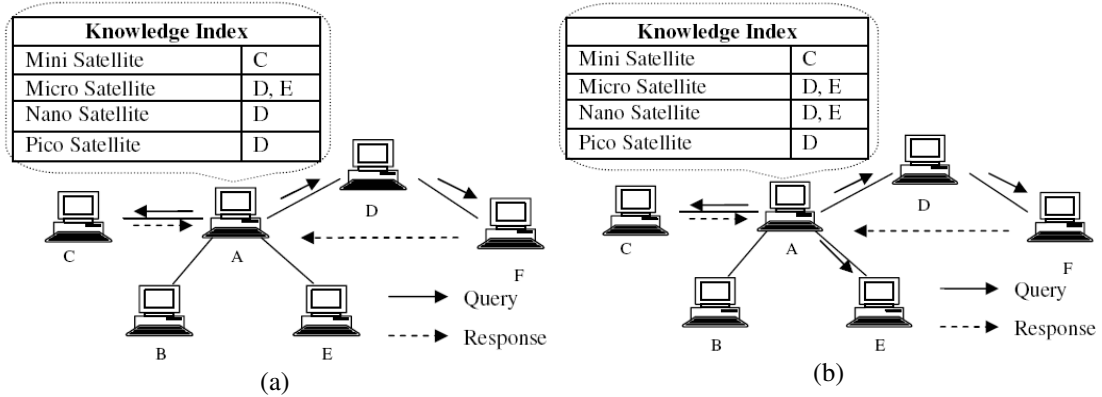 Knowledge Index
Mini Satellite C
Micro Satellite D, E
Nano Satellite D
Pico Satellite D
D
C
A
F
B
E
Query
Response
(a)
Knowledge Index
Mini Satellite C
Micro Satellite D, E
Nano Satellite D, E
Pico Satellite D
D
C
A
F
B
E
Query
Response
(b)